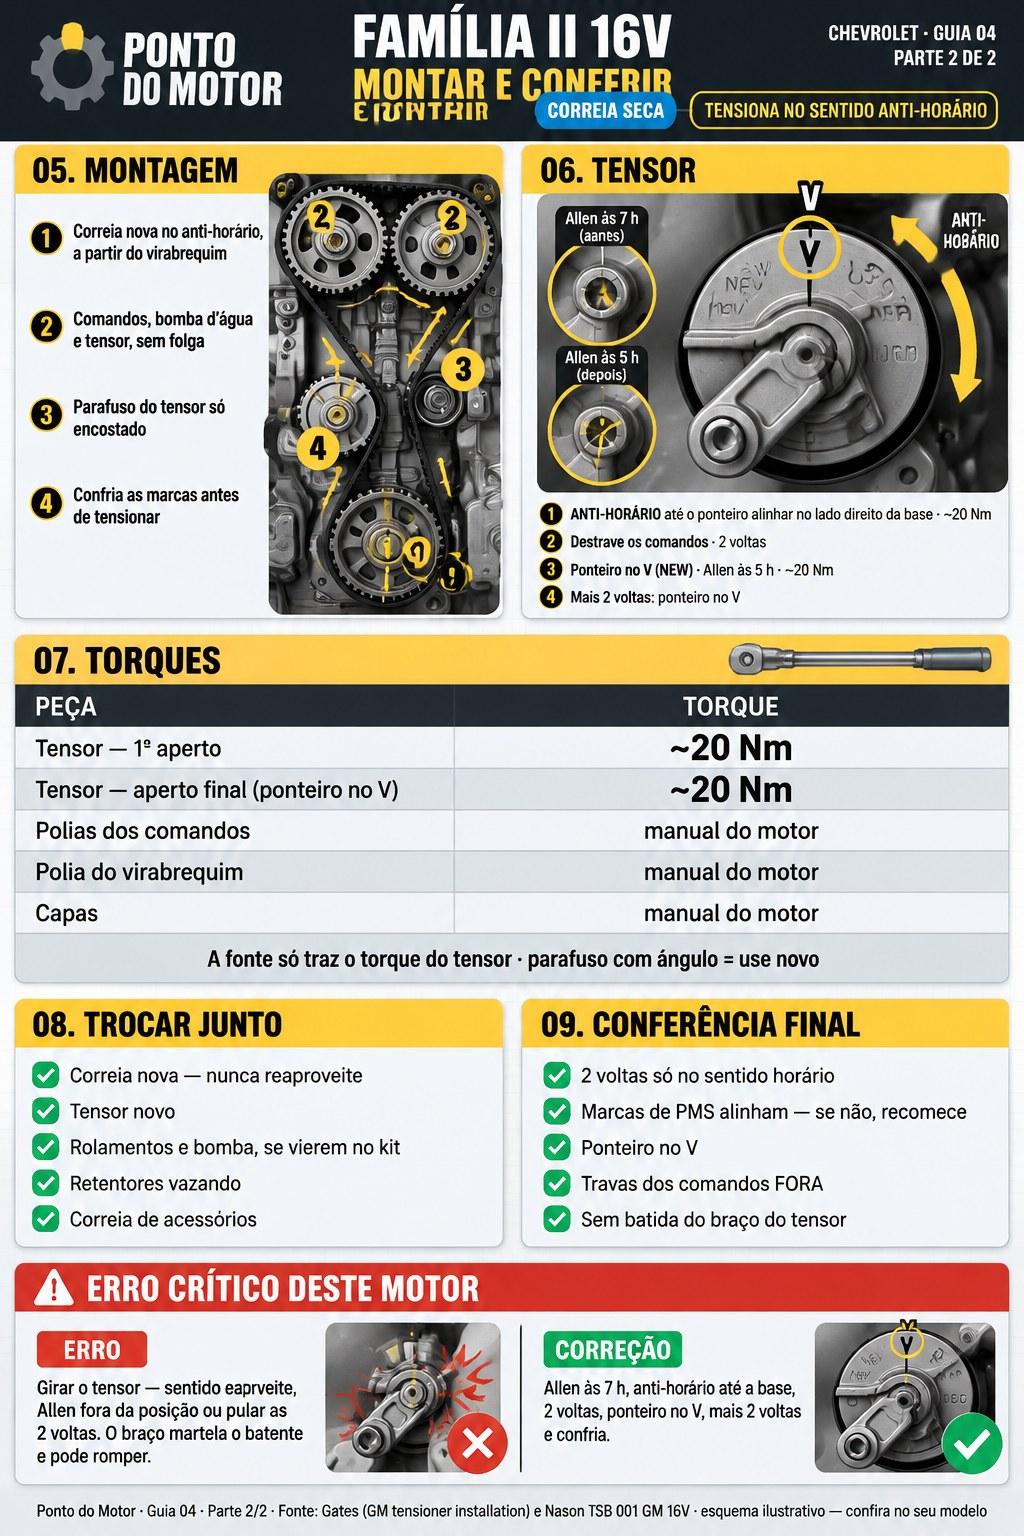 PONTO
DO MOTOR
FAMÍLIA II 16V
MONTAR E CONFERIR
CHEVROLET · GUIA 04
PARTE 2 DE 2
CORREIA SECA
TENSIONA NO SENTIDO ANTI-HORÁRIO
05. MONTAGEM
1 Correia nova no anti-horário,
a partir do virabrequim
2 Comandos, bomba d'água
e tensor, sem folga
3 Parafuso do tensor só
encostado
4 Confria as marcas antes
de tensionar
2
2
3
4
06. TENSOR
Allen às 7 h
(aanes)
Allen às 5 h
(depois)
V
V
ANTI-
HOBÁRIO
1 ANTI-HORÁRIO até o ponteiro alinhar no lado direito da base · ~20 Nm
2 Destrave os comandos · 2 voltas
3 Ponteiro no V (NEW) · Allen às 5 h · ~20 Nm
4 Mais 2 voltas: ponteiro no V
07. TORQUES
PEÇA TORQUE
Tensor — 1º aperto ~20 Nm
Tensor — aperto final (ponteiro no V) ~20 Nm
Polias dos comandos manual do motor
Polia do virabrequim manual do motor
Capas manual do motor
A fonte só traz o torque do tensor · parafuso com ángulo = use novo
08. TROCAR JUNTO
Correia nova — nunca reaproveite
Tensor novo
Rolamentos e bomba, se vierem no kit
Retentores vazando
Correia de acessórios
09. CONFERÊNCIA FINAL
2 voltas só no sentido horário
Marcas de PMS alinham — se não, recomece
Ponteiro no V
Travas dos comandos FORA
Sem batida do braço do tensor
ERRO CRÍTICO DESTE MOTOR
ERRO
Girar o tensor — sentido eaprveite,
Allen fora da posição ou pular as
2 voltas. O braço martela o batente
e pode romper.
CORREÇÃO
Allen às 7 h, anti-horário até a base,
2 voltas, ponteiro no V, mais 2 voltas
e confria.
V
Ponto do Motor · Guia 04 · Parte 2/2 · Fonte: Gates (GM tensioner installation) e Nason TSB 001 GM 16V · esquema ilustrativo — confira no seu modelo